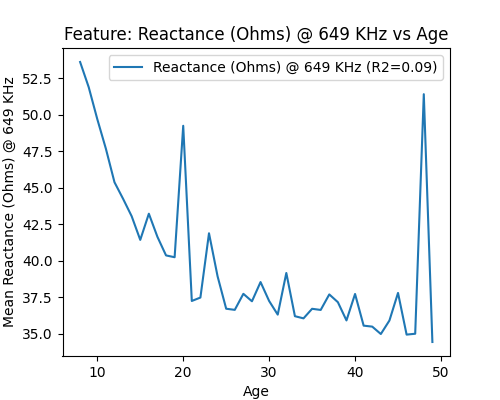 Feature: Reactance (Ohms) @ 649 KHz vs Age
Reactance (Ohms) @ 649 KHz (R2=0.09)
Mean Reactance (Ohms) @ 649 KHz
52.5
50.0
47.5
45.0
42.5
40.0
37.5
35.0
10 20 30 40 50
Age